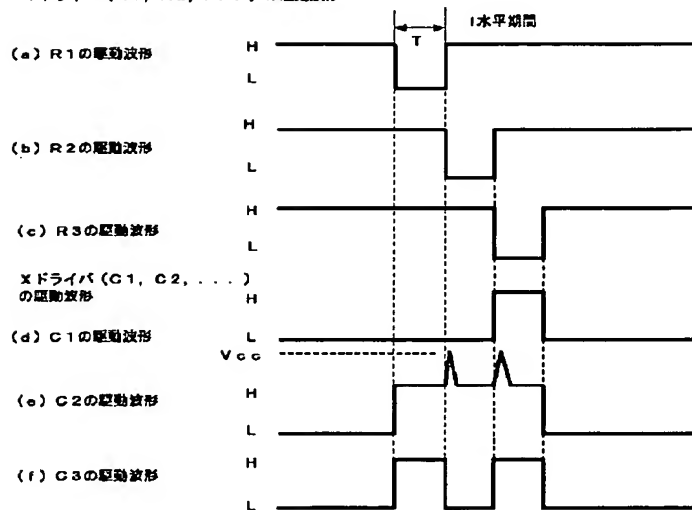 1水平期間
T
(a) R1の駆動波形
H
L
(b) R2の駆動波形
H
L
(c) R3の駆動波形
H
L
Xドライバ (C1, C2, . . . . )
の駆動波形
H
(d) C1の駆動波形
L
Vcc
(e) C2の駆動波形
H
L
(f) C3の駆動波形
H
L